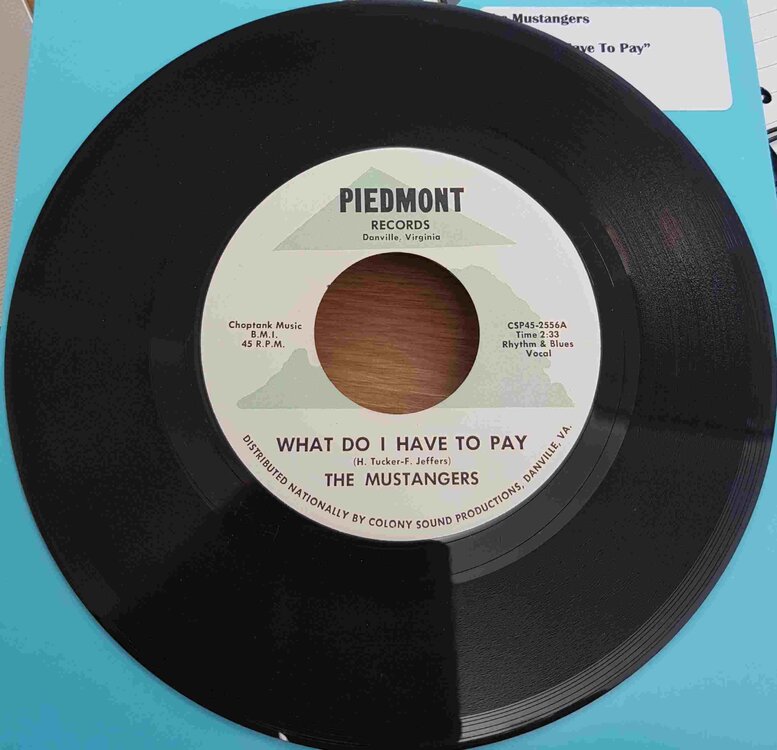 Mustangers
Have To Pay”
PIEDMONT
RECORDS
Danville, Virginia
Choptank Music
B.M.I.
45 R.P.M.
CSP45-2556A
Time 2:33
Rhythm & Blues
Vocal
WHAT DO I HAVE TO PAY
(H. Tucker-F. Jeffers)
THE MUSTANGERS
DISTRIBUTED NATIONALLY BY COLONY SOUND PRODUCTIONS, DANVILLE, VA.